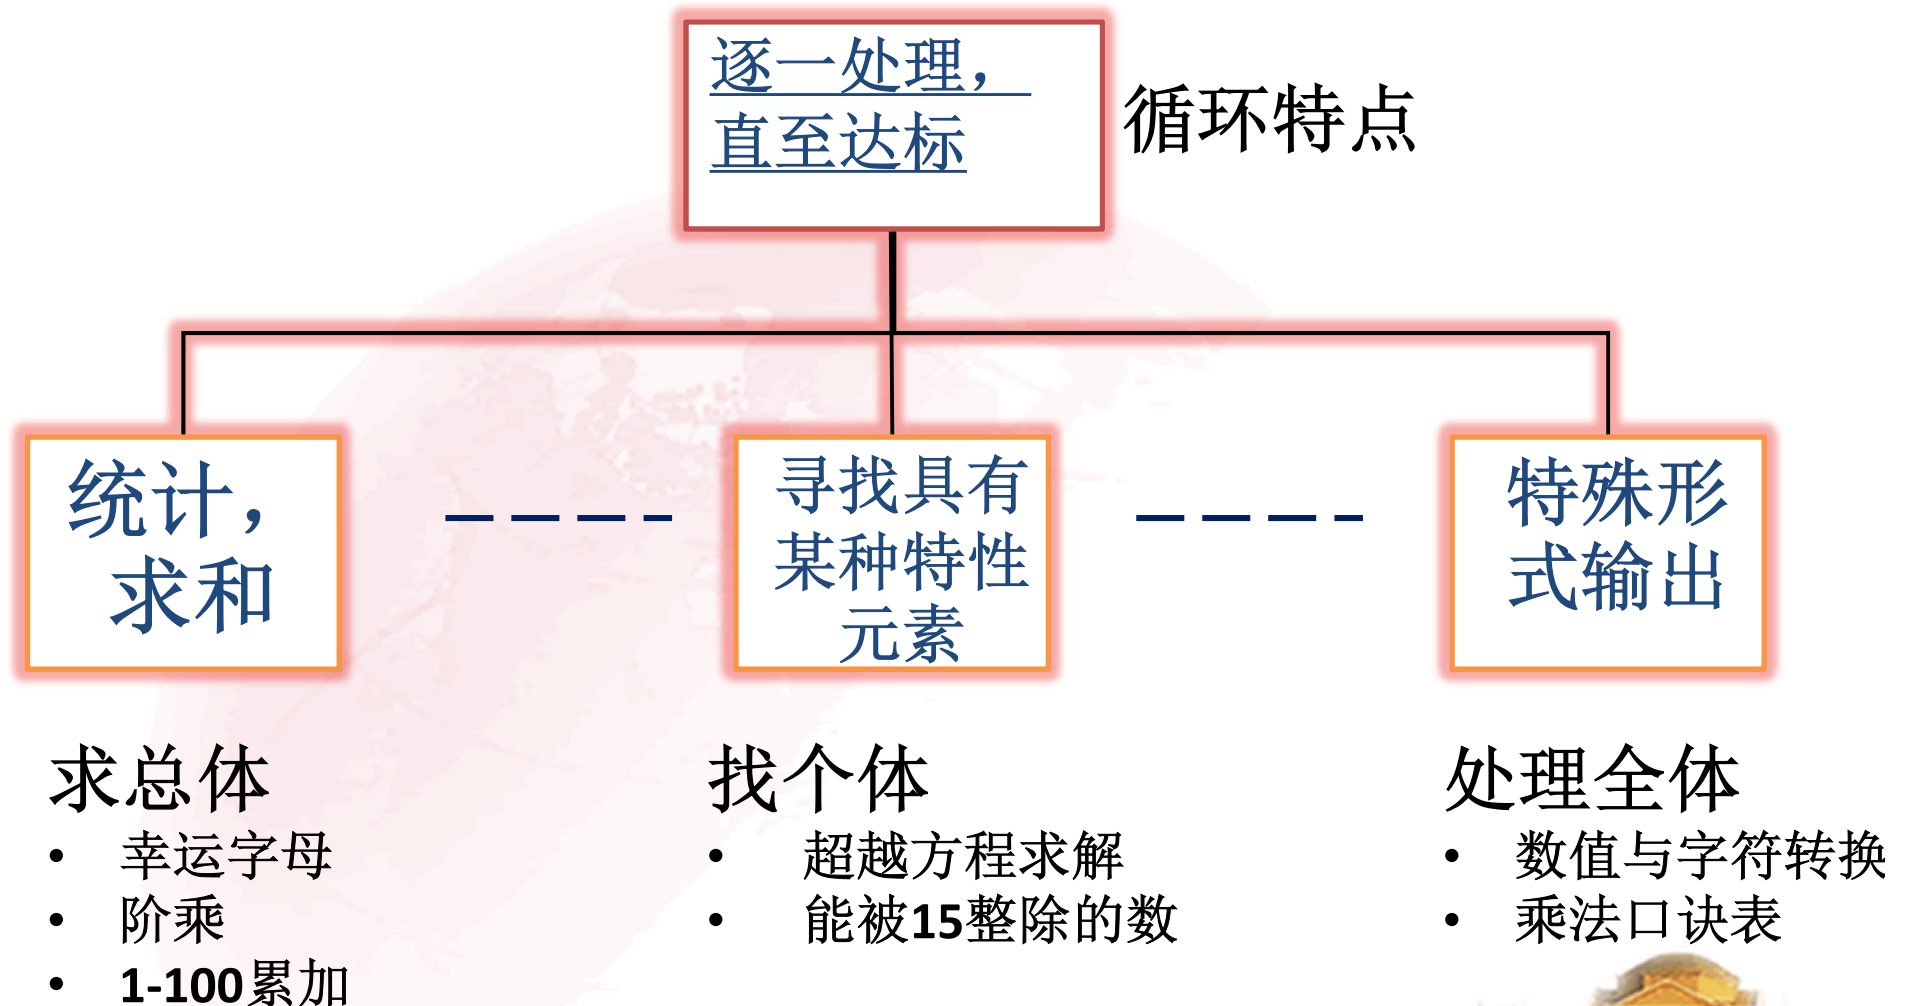 逐一处理，
直至达标
循环特点
统计，
求和
寻找具有
某种特性
元素
特殊形
式输出
求总体
• 幸运字母
• 阶乘
• 1-100累加
找个体
• 超越方程求解
• 能被15整除的数
处理全体
• 数值与字符转换
• 乘法口诀表